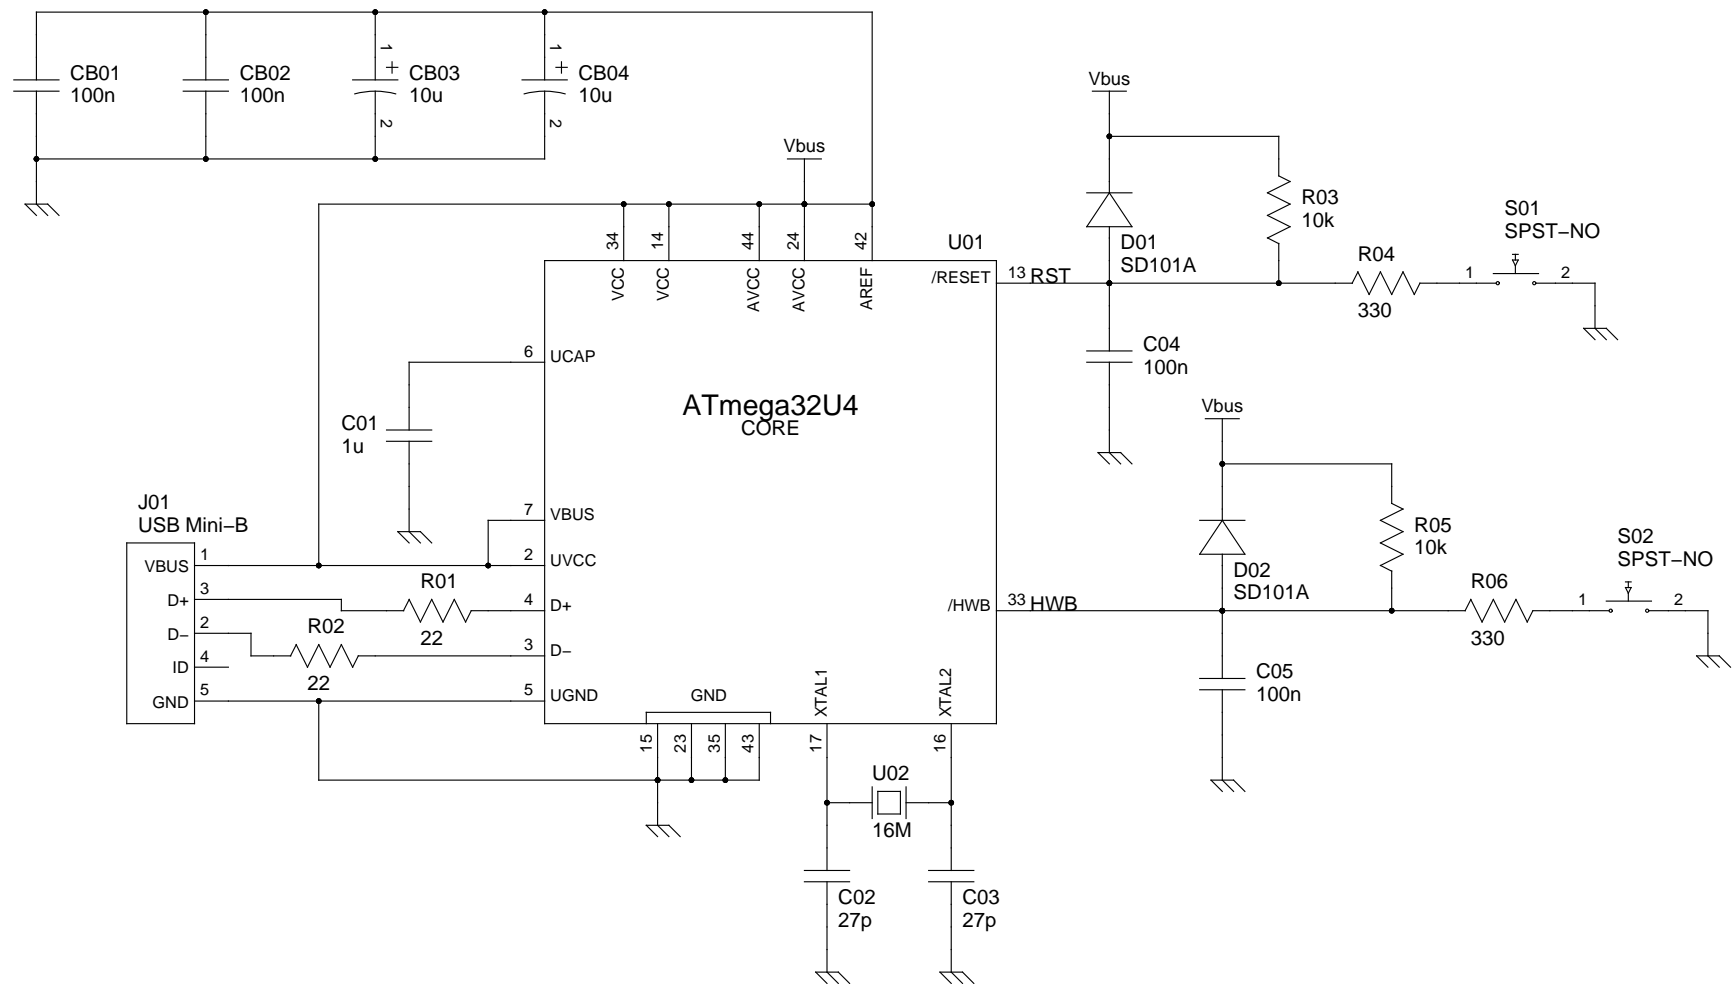 1
1
CB01
100n
CB02
100n
+ CB03
10u
+ CB04
10u
2
2
Vbus
Vbus
34
14
44
24
42
U01
VCC
VCC
AVCC
AVCC
AREF
/RESET
13 RST
D01
SD101A
R03
10k
R04
330
S01
SPST−NO
1
2
C04
100n
6
UCAP
ATmega32U4
CORE
C01
1u
Vbus
7
VBUS
2
UVCC
J01
USB Mini−B
VBUS
1
D+
3
D−
2
ID
4
GND
5
R01
22
R02
22
4
D+
3
D−
5
UGND
GND
15
23
35
43
XTAL1
XTAL2
17
16
U02
16M
C02
27p
C03
27p
/HWB
33 HWB
D02
SD101A
R05
10k
R06
330
S02
SPST−NO
1
2
C05
100n